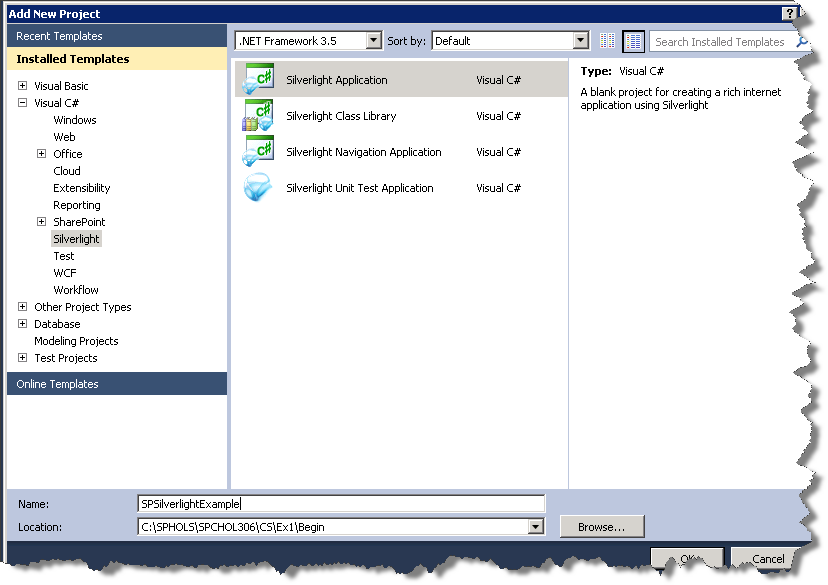 Add New Project ?
Recent Templates
.NET Framework 3.5 Sort by: Default Search Installed Templates
Installed Templates
Visual Basic
Visual C#
Windows
Web
Office
Cloud
Extensibility
Reporting
SharePoint
Silverlight
Test
WCF
Workflow
Other Project Types
Database
Modeling Projects
Test Projects
Online Templates
Silverlight Application Visual C#
Silverlight Class Library Visual C#
Silverlight Navigation Application Visual C#
Silverlight Unit Test Application Visual C#
Type: Visual C#
A blank project for creating a rich internet
application using Silverlight
Name: SPSilverlightExample
Location: C:\SPHOLS\SPCHOL306\CS\Ex1\Begin Browse...
OK Cancel